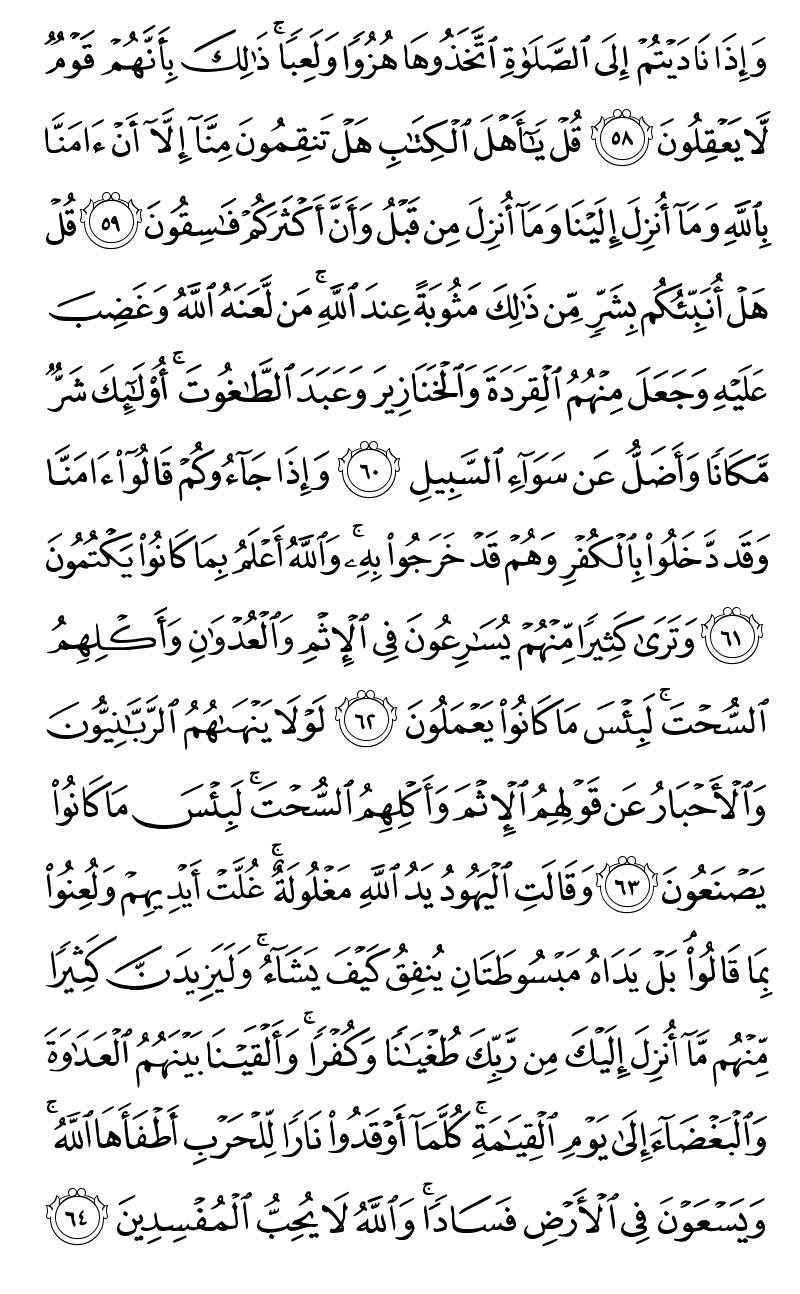 وَإِذَا نَادَيْتُمْ إِلَى ٱلصَّلَوٰةِ ٱتَّخَذُوهَا هُزُوًا وَلَعِبًا ۚ ذَٰلِكَ بِأَنَّهُمْ قَوْمٌ
لَّا يَعْقِلُونَ ٥٨ قُلْ يَـٰٓأَهْلَ ٱلْكِتَـٰبِ هَلْ تَنقِمُونَ مِنَّآ إِلَّآ أَنْ ءَامَنَّا
بِٱللَّهِ وَمَآ أُنزِلَ إِلَيْنَا وَمَآ أُنزِلَ مِن قَبْلُ وَأَنَّ أَكْثَرَكُمْ فَـٰسِقُونَ ٥٩ قُلْ
هَلْ أُنَبِّئُكُم بِشَرٍّ مِّن ذَٰلِكَ مَثُوبَةً عِندَ ٱللَّهِ ۚ مَن لَّعَنَهُ ٱللَّهُ وَغَضِبَ
عَلَيْهِ وَجَعَلَ مِنْهُمُ ٱلْقِرَدَةَ وَٱلْخَنَازِيرَ وَعَبَدَ ٱلطَّـٰغُوتَ ۚ أُو۟لَـٰٓئِكَ شَرٌّ
مَّكَانًا وَأَضَلُّ عَن سَوَآءِ ٱلسَّبِيلِ ٦٠ وَإِذَا جَآءُوكُمْ قَالُوٓا۟ ءَامَنَّا
وَقَد دَّخَلُوا۟ بِٱلْكُفْرِ وَهُمْ قَدْ خَرَجُوا۟ بِهِۦ ۚ وَٱللَّهُ أَعْلَمُ بِمَا كَانُوا۟ يَكْتُمُونَ
٦١ وَتَرَىٰ كَثِيرًا مِّنْهُمْ يُسَـٰرِعُونَ فِى ٱلْإِثْمِ وَٱلْعُدْوَٰنِ وَأَكْلِهِمُ
ٱلسُّحْتَ ۚ لَبِئْسَ مَا كَانُوا۟ يَعْمَلُونَ ٦٢ لَوْلَا يَنْهَىٰهُمُ ٱلرَّبَّـٰنِيُّونَ
وَٱلْأَحْبَارُ عَن قَوْلِهِمُ ٱلْإِثْمَ وَأَكْلِهِمُ ٱلسُّحْتَ ۚ لَبِئْسَ مَا كَانُوا۟
يَصْنَعُونَ ٦٣ وَقَالَتِ ٱلْيَهُودُ يَدُ ٱللَّهِ مَغْلُولَةٌ ۚ غُلَّتْ أَيْدِيهِمْ وَلُعِنُوا۟
بِمَا قَالُوا۟ ۘ بَلْ يَدَاهُ مَبْسُوطَتَانِ يُنفِقُ كَيْفَ يَشَآءُ ۚ وَلَيَزِيدَنَّ كَثِيرًا
مِّنْهُم مَّآ أُنزِلَ إِلَيْكَ مِن رَّبِّكَ طُغْيَـٰنًا وَكُفْرًا ۚ وَأَلْقَيْنَا بَيْنَهُمُ ٱلْعَدَٰوَةَ
وَٱلْبَغْضَآءَ إِلَىٰ يَوْمِ ٱلْقِيَـٰمَةِ ۚ كُلَّمَآ أَوْقَدُوا۟ نَارًا لِّلْحَرْبِ أَطْفَأَهَا ٱللَّهُ ۚ
وَيَسْعَوْنَ فِى ٱلْأَرْضِ فَسَادًا ۚ وَٱللَّهُ لَا يُحِبُّ ٱلْمُفْسِدِينَ ٦٤